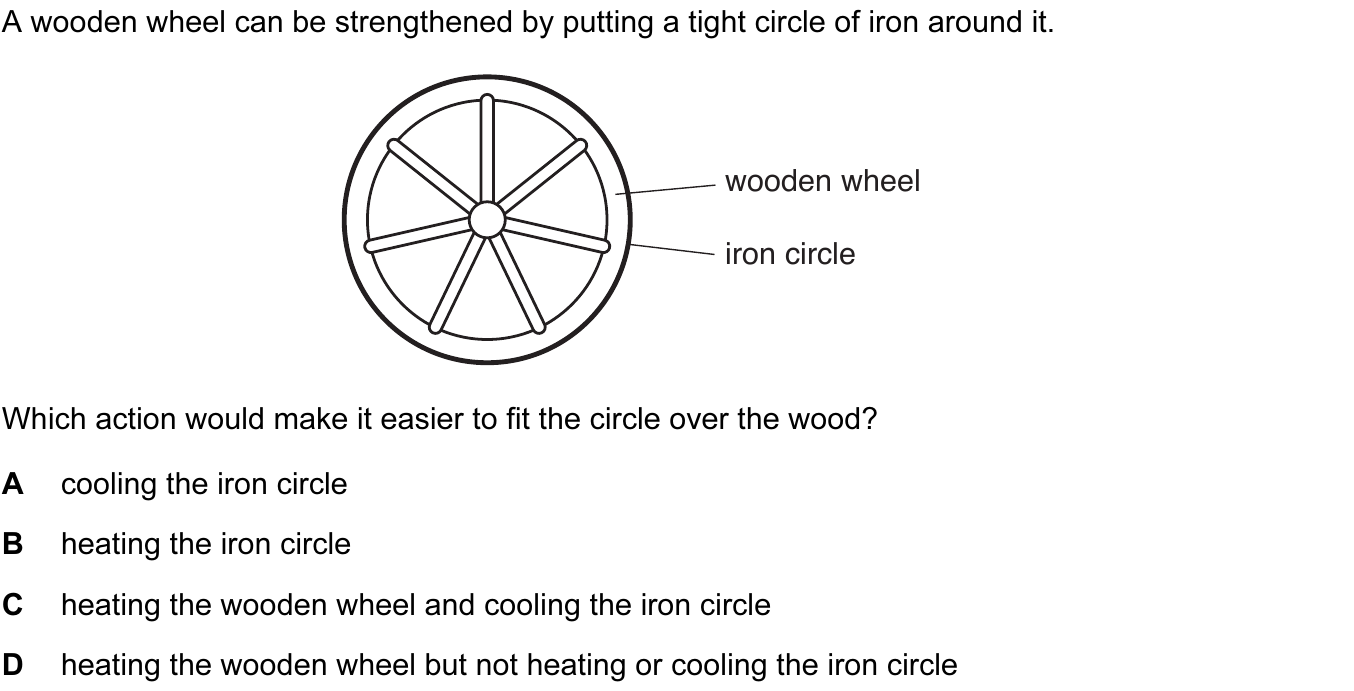 A wooden wheel can be strengthened by putting a tight circle of iron around it.
wooden wheel
iron circle
Which action would make it easier to fit the circle over the wood?
A cooling the iron circle
B heating the iron circle
C heating the wooden wheel and cooling the iron circle
D heating the wooden wheel but not heating or cooling the iron circle